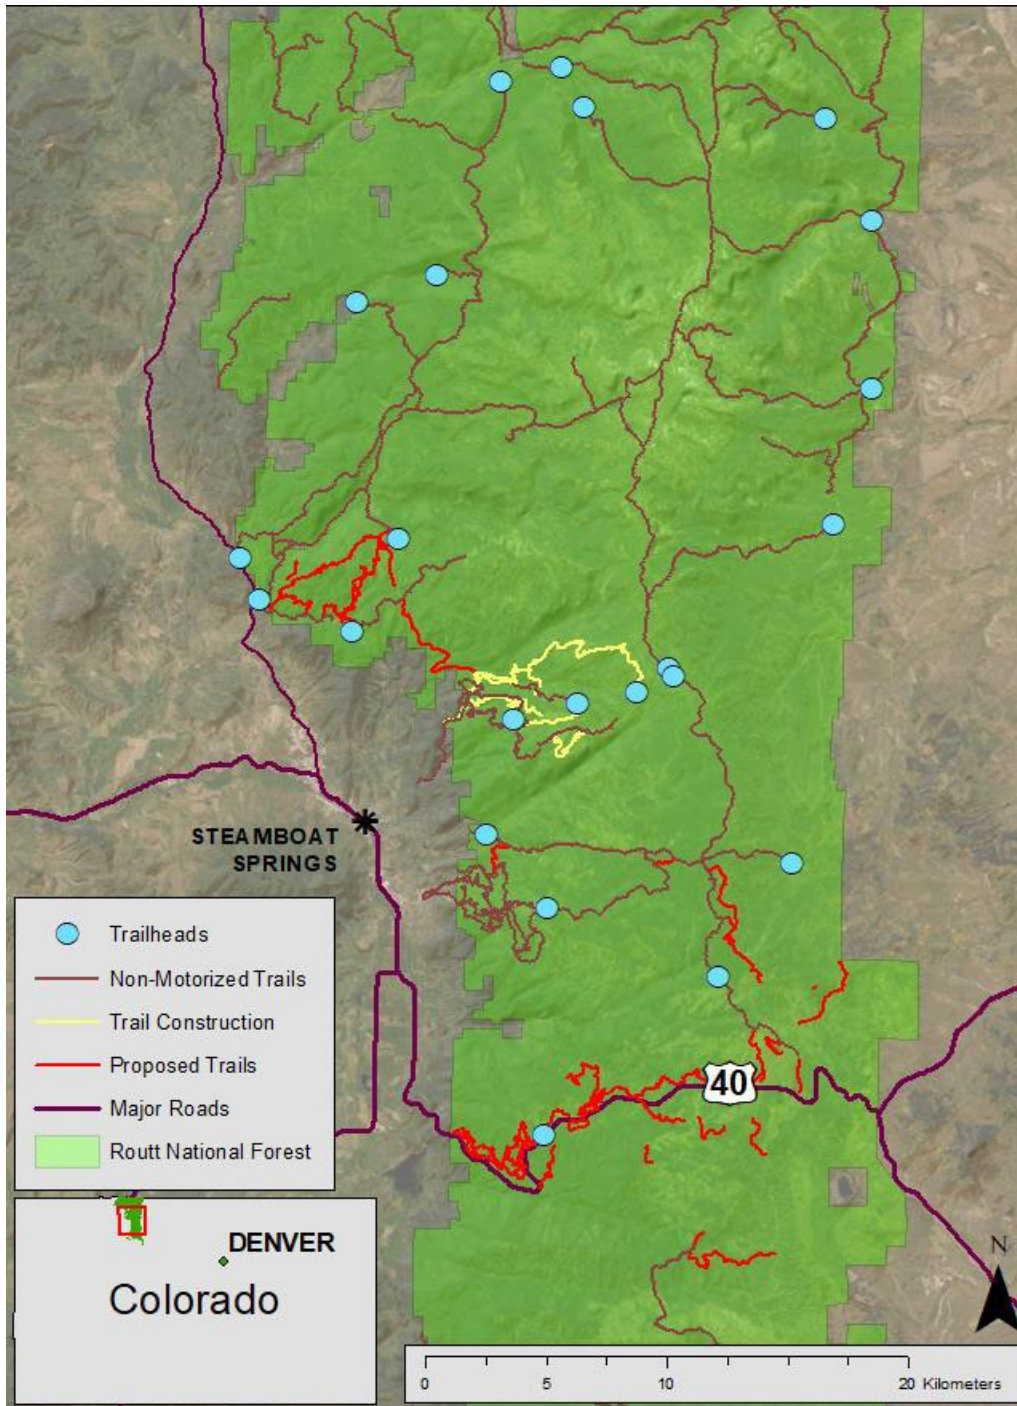 STEAMBOAT
SPRINGS
Trailheads
Non-Motorized Trails
Trail Construction
Proposed Trails
Major Roads
Routt National Forest
40
DENVER
Colorado
N
0 5 10 20 Kilometers